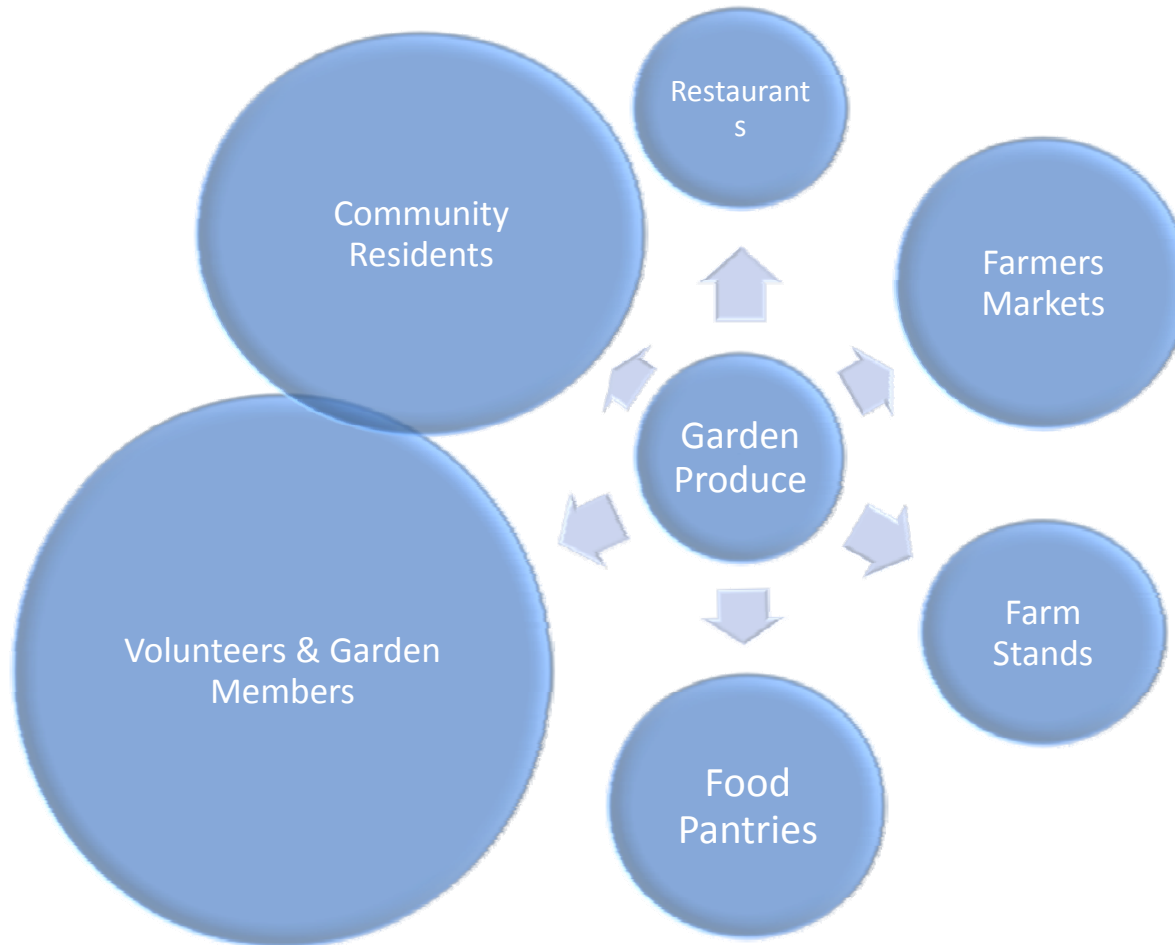 Restaurant
s
Community
Residents
Farmers
Markets
Garden
Produce
Volunteers & Garden
Members
Farm
Stands
Food
Pantries